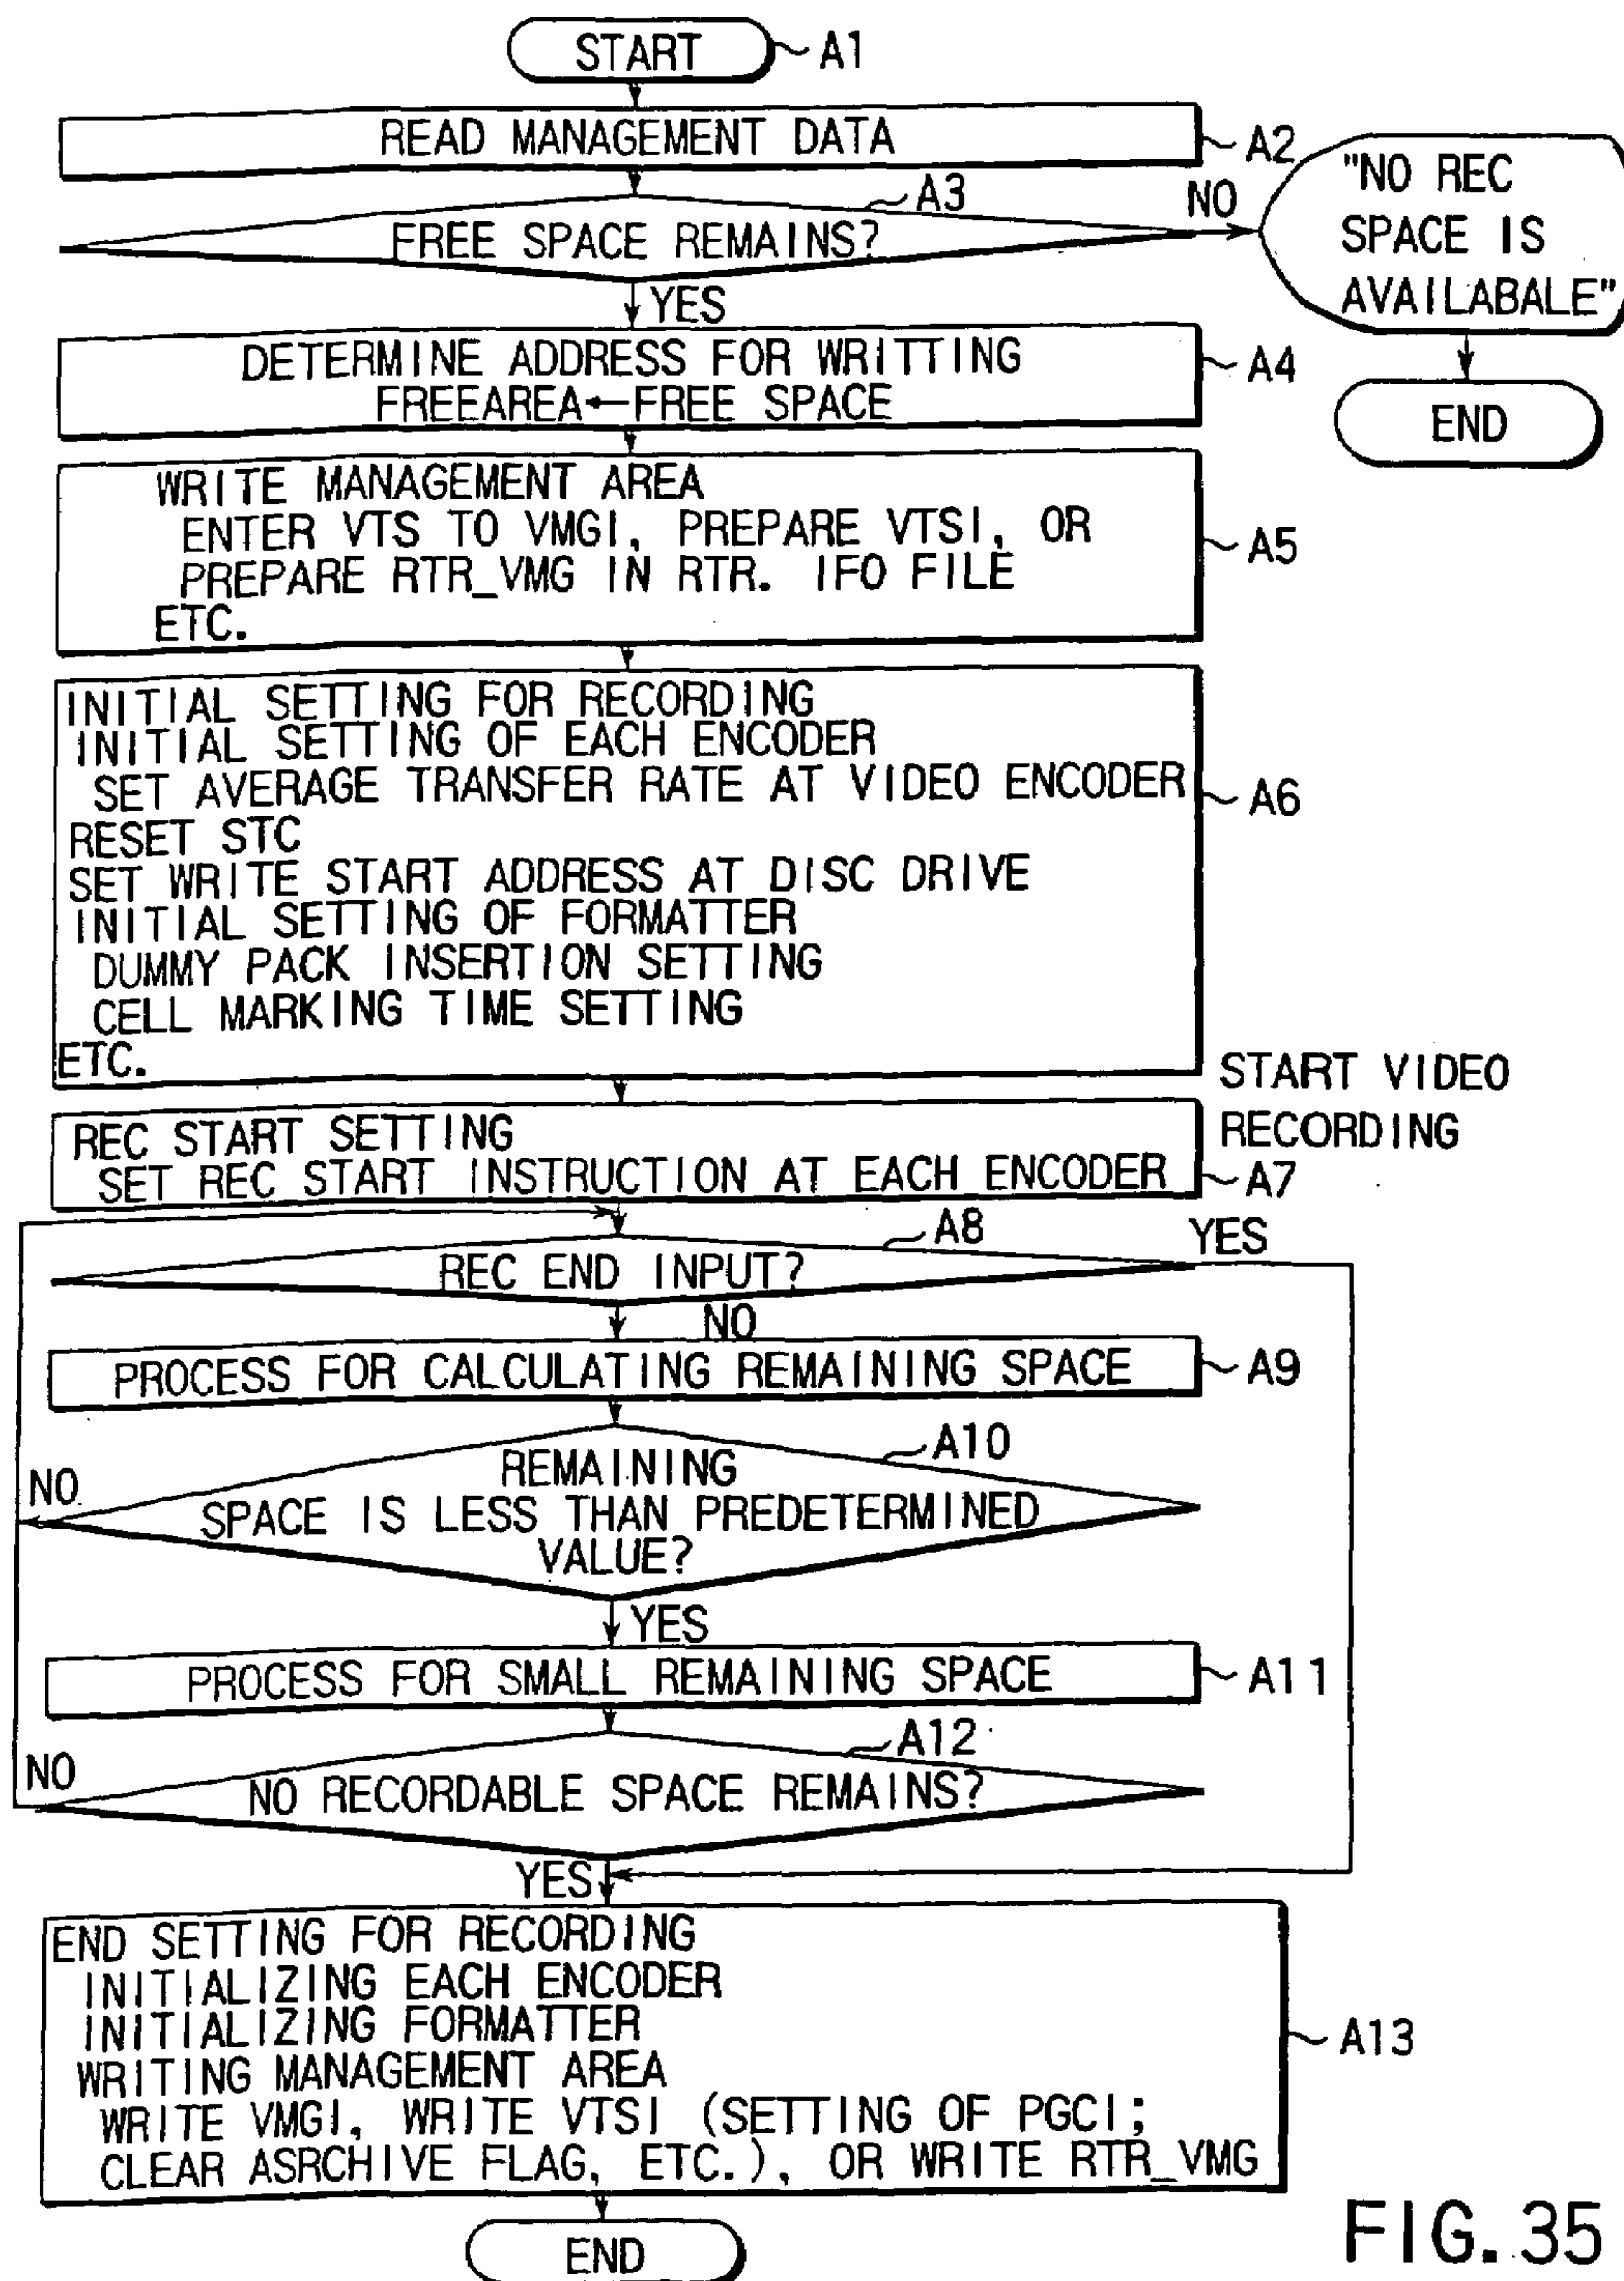 START
A1
READ MANAGEMENT DATA
A2
A3
FREE SPACE REMAINS?
NO
"NO REC
SPACE IS
AVAILABALE"
END
YES
DETERMINE ADDRESS FOR WRITTING
FREEAREA←FREE SPACE
A4
WRITE MANAGEMENT AREA
ENTER VTS TO VMGI, PREPARE VTSI, OR
PREPARE RTR_VMG IN RTR. IFO FILE
ETC.
A5
INITIAL SETTING FOR RECORDING
INITIAL SETTING OF EACH ENCODER
SET AVERAGE TRANSFER RATE AT VIDEO ENCODER
RESET STC
SET WRITE START ADDRESS AT DISC DRIVE
INITIAL SETTING OF FORMATTER
DUMMY PACK INSERTION SETTING
CELL MARKING TIME SETTING
ETC.
A6
START VIDEO
RECORDING
REC START SETTING
SET REC START INSTRUCTION AT EACH ENCODER
A7
A8
REC END INPUT?
YES
NO
PROCESS FOR CALCULATING REMAINING SPACE
A9
A10
REMAINING
SPACE IS LESS THAN PREDETERMINED
VALUE?
NO
YES
PROCESS FOR SMALL REMAINING SPACE
A11
A12
NO RECORDABLE SPACE REMAINS?
NO
YES
END SETTING FOR RECORDING
INITIALIZING EACH ENCODER
INITIALIZING FORMATTER
WRITING MANAGEMENT AREA
WRITE VMGI, WRITE VTSI (SETTING OF PGCI;
CLEAR ASRCHIVE FLAG, ETC.), OR WRITE RTR_VMG
A13
END
FIG. 35